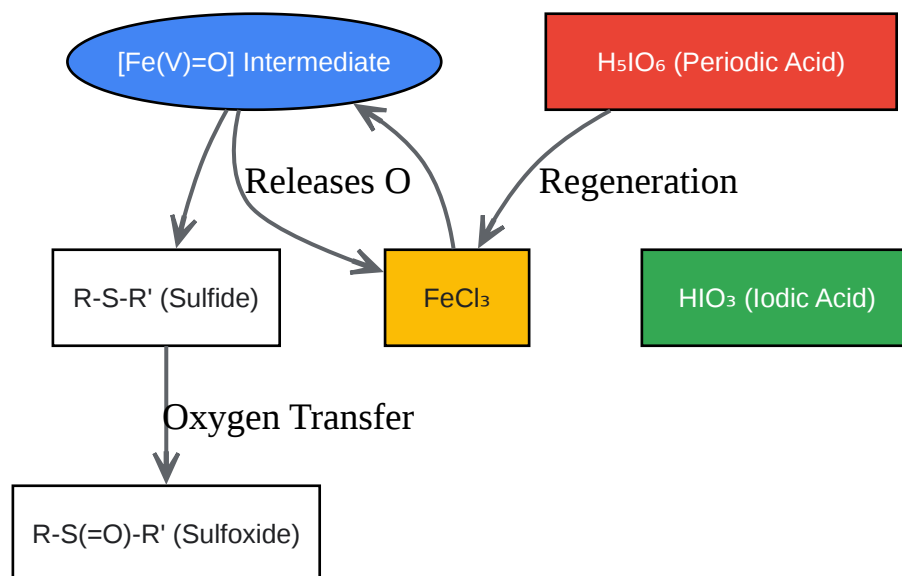 [Fe(V)=O] Intermediate
H₅IO₆ (Periodic Acid)
Releases O
Regeneration
R-S-R' (Sulfide)
FeCl₃
HIO₃ (Iodic Acid)
Oxygen Transfer
R-S(=O)-R' (Sulfoxide)